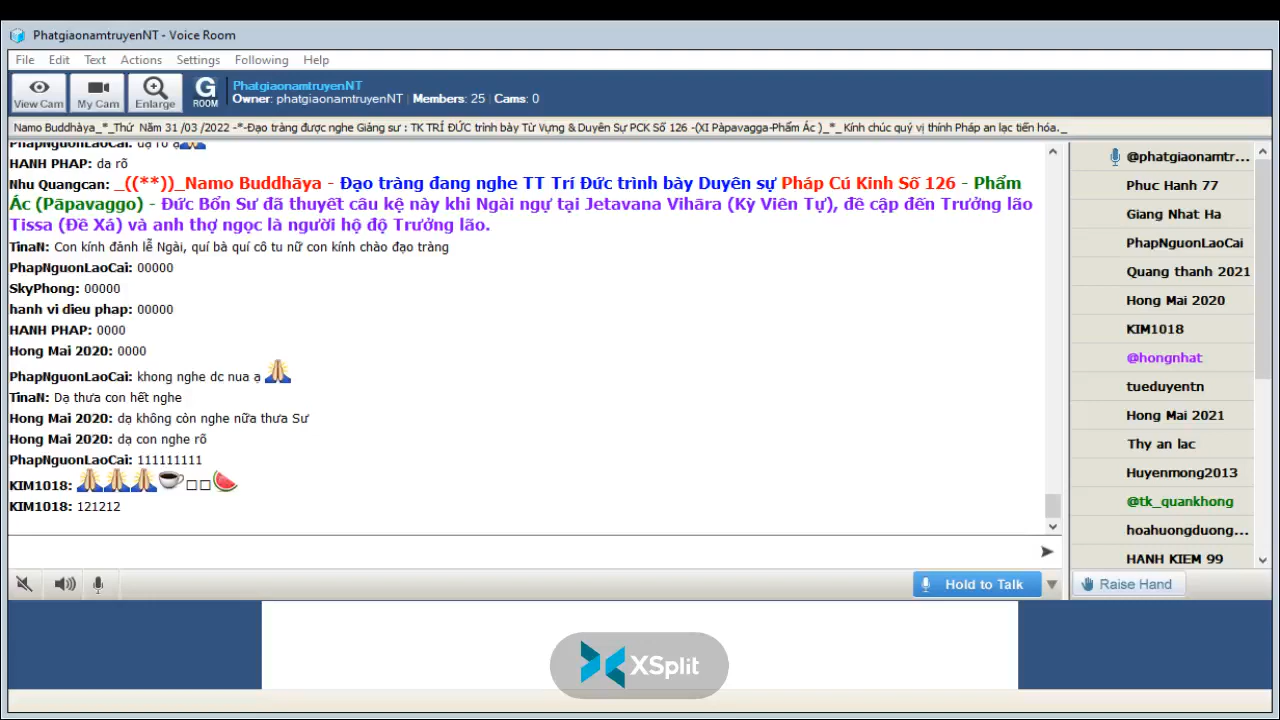 PhatgiaonamtruyenNT - Voice Room
File Edit Text Actions Settings Following Help
View Cam My Cam Enlarge G ROOM
PhatgiaonamtruyenNT
Owner: phatgiaonamtruyenNT | Members: 25 | Cams: 0
Namo Buddhàya_*_Thứ Năm 31 /03 /2022 -*-Đạo tràng được nghe Giảng sư : TK TRÍ ĐỨC trình bày Từ Vựng & Duyên Sự PCK Số 126 -(XI Pàpavagga-Phẩm Ác )_*_ Kính chúc quý vị thính Pháp an lạc tiến hóa._
PhapNguonLaoCai: dạ rõ ạ
HANH PHAP: da rõ
Nhu Quangcan: _((**))_Namo Buddhāya - Đạo tràng đang nghe TT Trí Đức trình bày Duyên sự Pháp Cú Kinh Số 126 - Phẩm
Ác (Pāpavaggo) - Đức Bổn Sư đã thuyết câu kệ này khi Ngài ngự tại Jetavana Vihāra (Kỳ Viên Tự), đề cập đến Trưởng lão
Tissa (Đề Xá) và anh thợ ngọc là người hộ độ Trưởng lão.
TinaN: Con kính đảnh lễ Ngài, quí bà quí cô tu nữ con kính chào đạo tràng
PhapNguonLaoCai: 00000
SkyPhong: 00000
hanh vi dieu phap: 00000
HANH PHAP: 0000
Hong Mai 2020: 0000
PhapNguonLaoCai: khong nghe dc nua ạ
TinaN: Dạ thưa con hết nghe
Hong Mai 2020: dạ không còn nghe nữa thưa Sư
Hong Mai 2020: dạ con nghe rõ
PhapNguonLaoCai: 111111111
KIM1018:
KIM1018: 121212
@phatgiaonamtr...
Phuc Hanh 77
Giang Nhat Ha
PhapNguonLaoCai
Quang thanh 2021
Hong Mai 2020
KIM1018
@hongnhat
tueduyentn
Hong Mai 2021
Thy an lac
Huyenmong2013
@tk_quankhong
hoahuongduong...
HANH KIEM 99
Hold to Talk
Raise Hand
XSplit